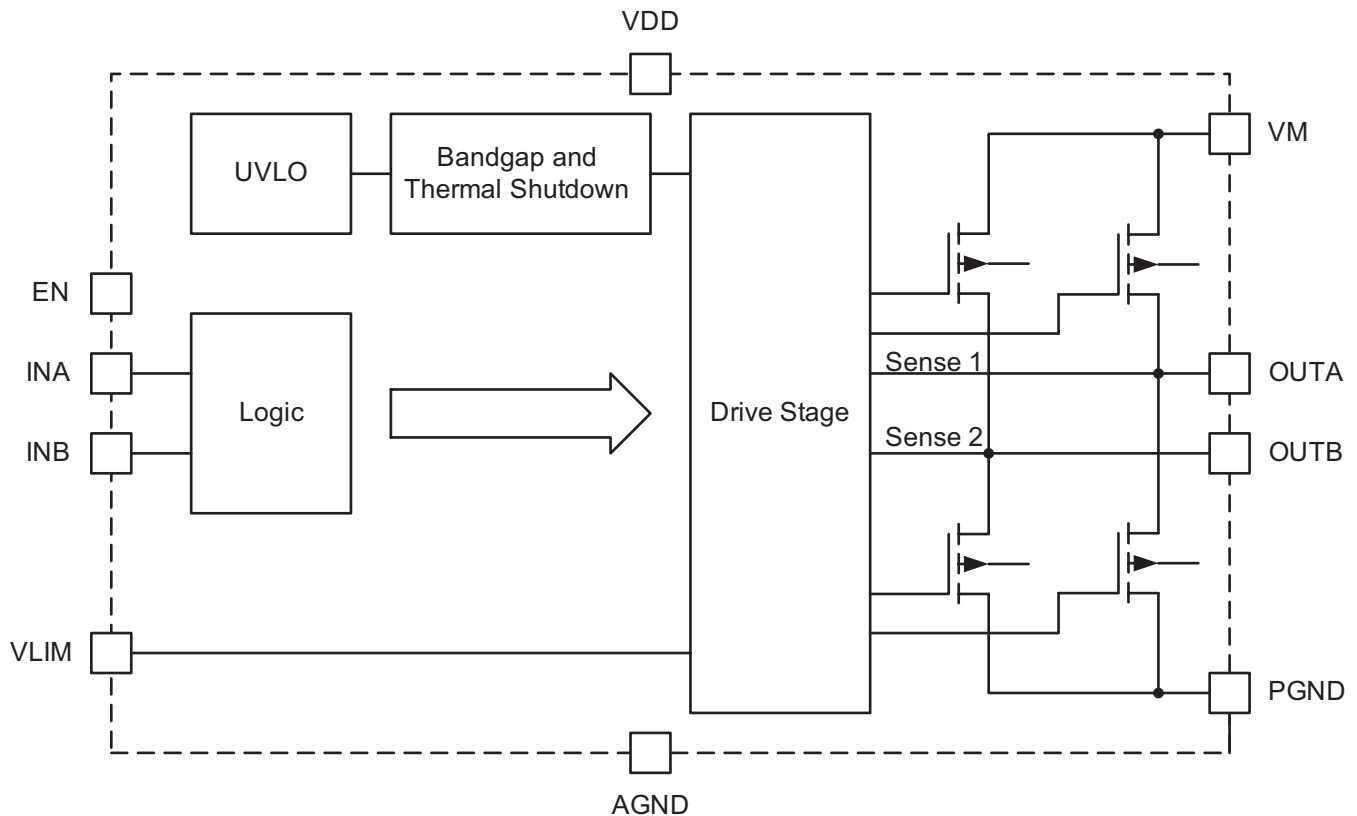 VDD
VM
UVLO
Bandgap and
Thermal Shutdown
EN
INA
INB
Logic
Drive Stage
Sense 1
Sense 2
OUTA
OUTB
VLIM
PGND
AGND